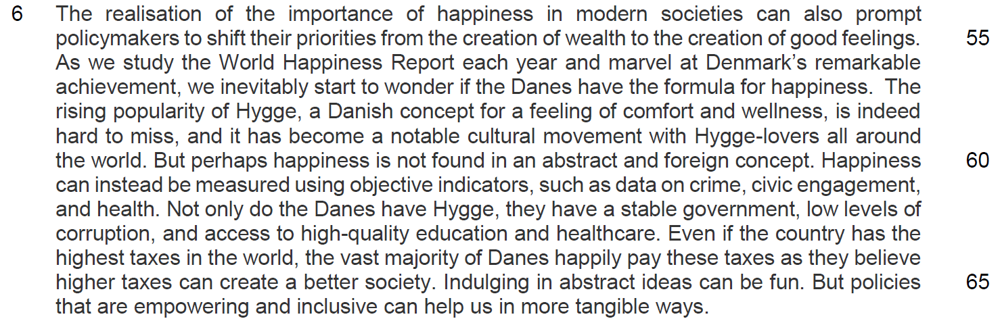 6 The realisation of the importance of happiness in modern societies can also prompt
policymakers to shift their priorities from the creation of wealth to the creation of good feelings. 55
As we study the World Happiness Report each year and marvel at Denmark’s remarkable
achievement, we inevitably start to wonder if the Danes have the formula for happiness. The
rising popularity of Hygge, a Danish concept for a feeling of comfort and wellness, is indeed
hard to miss, and it has become a notable cultural movement with Hygge-lovers all around
the world. But perhaps happiness is not found in an abstract and foreign concept. Happiness 60
can instead be measured using objective indicators, such as data on crime, civic engagement,
and health. Not only do the Danes have Hygge, they have a stable government, low levels of
corruption, and access to high-quality education and healthcare. Even if the country has the
highest taxes in the world, the vast majority of Danes happily pay these taxes as they believe
higher taxes can create a better society. Indulging in abstract ideas can be fun. But policies 65
that are empowering and inclusive can help us in more tangible ways.